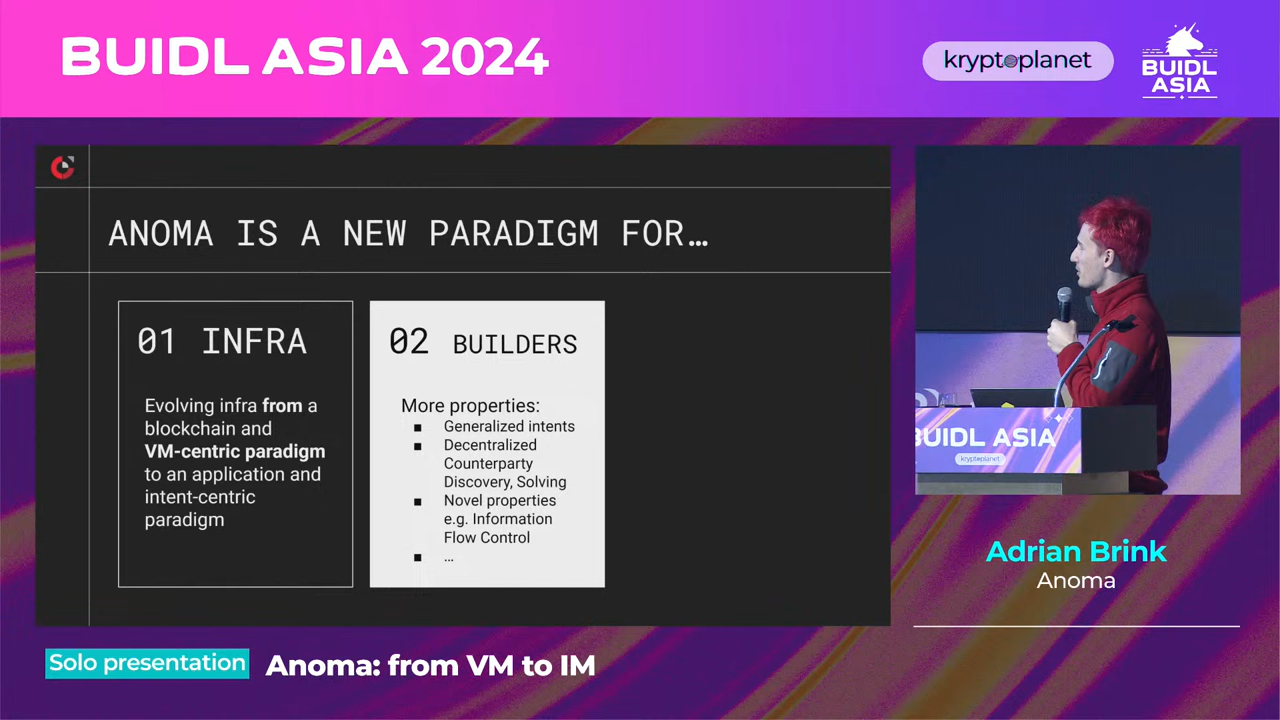 BUIDL ASIA 2024
kryptoplanet
BUIDL
ASIA
ANOMA IS A NEW PARADIGM FOR…
01 INFRA
Evolving infra from a
blockchain and
VM-centric paradigm
to an application and
intent-centric
paradigm
02 BUILDERS
More properties:
▪ Generalized intents
▪ Decentralized
Counterparty
Discovery, Solving
▪ Novel properties
e.g. Information
Flow Control
▪ …
BUIDL ASIA
kryptoplanet
Adrian Brink
Anoma
Solo presentation
Anoma: from VM to IM